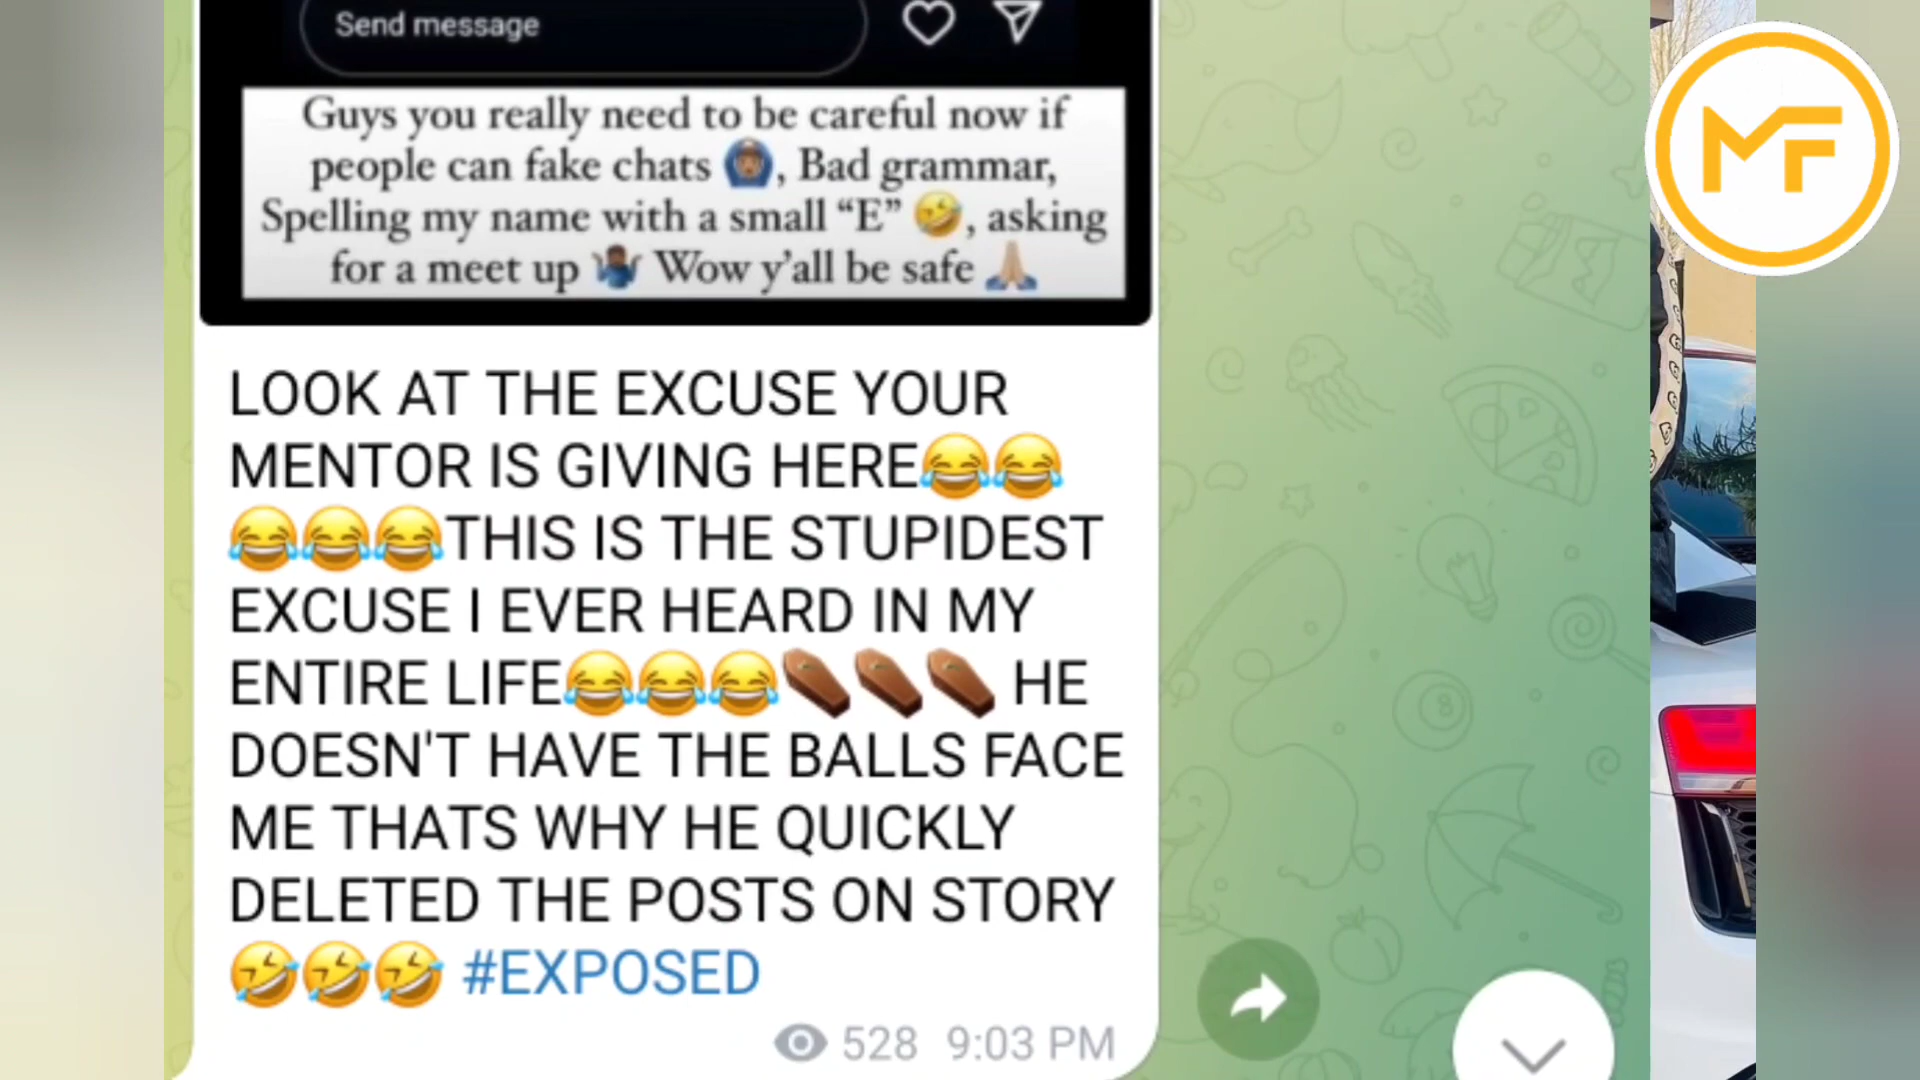 Send message
Guys you really need to be careful now if
people can fake chats 🙆🏽‍♂️, Bad grammar,
Spelling my name with a small “E” 🤣, asking
for a meet up 🤷🏾‍♂️ Wow y’all be safe 🙏🏼
LOOK AT THE EXCUSE YOUR
MENTOR IS GIVING HERE😂😂
😂😂😂THIS IS THE STUPIDEST
EXCUSE I EVER HEARD IN MY
ENTIRE LIFE😂😂😂⚰️⚰️⚰️ HE
DOESN'T HAVE THE BALLS FACE
ME THATS WHY HE QUICKLY
DELETED THE POSTS ON STORY
🤣🤣🤣 #EXPOSED
528 9:03 PM
MF